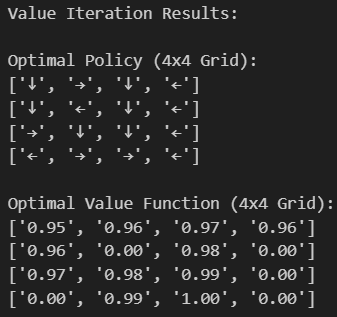 Value Iteration Results:
Optimal Policy (4x4 Grid):
['↓', '→', '↓', '←']
['↓', '←', '↓', '←']
['→', '↓', '↓', '←']
['←', '→', '→', '←']
Optimal Value Function (4x4 Grid):
['0.95', '0.96', '0.97', '0.96']
['0.96', '0.00', '0.98', '0.00']
['0.97', '0.98', '0.99', '0.00']
['0.00', '0.99', '1.00', '0.00']